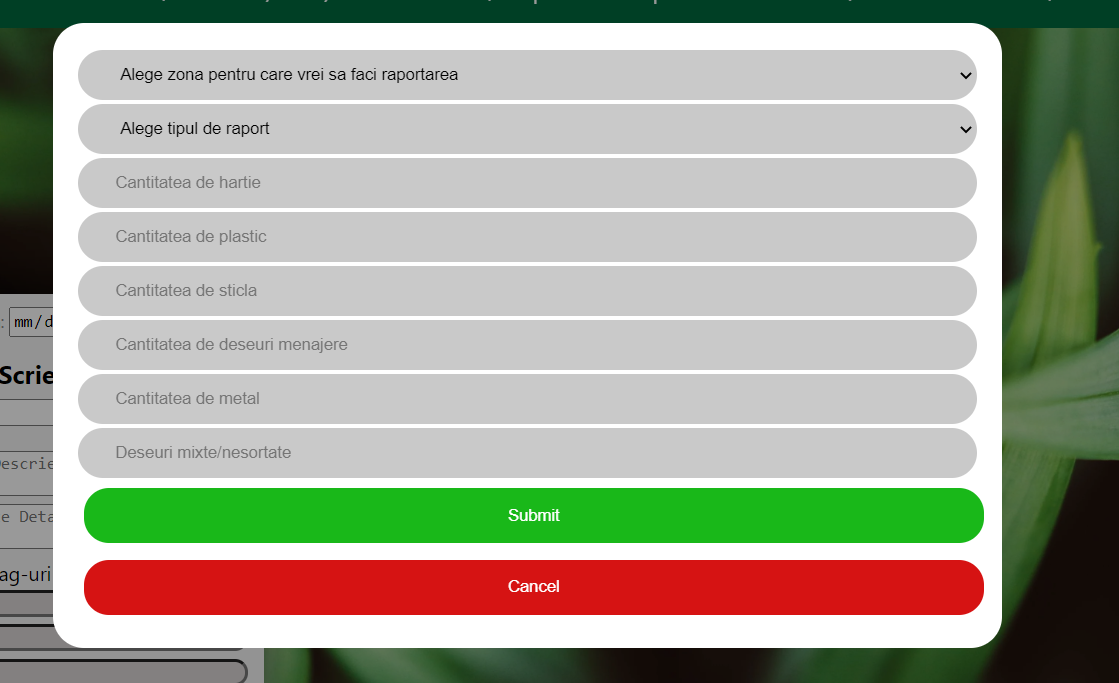 Alege zona pentru care vrei sa faci raportarea
Alege tipul de raport
Cantitatea de hartie
Cantitatea de plastic
Cantitatea de sticla
: mm/d
Cantitatea de deseuri menajere
Scrie
Cantitatea de metal
Deseuri mixte/nesortate
Descrie
Submit
e Deta
ag-uri
Cancel